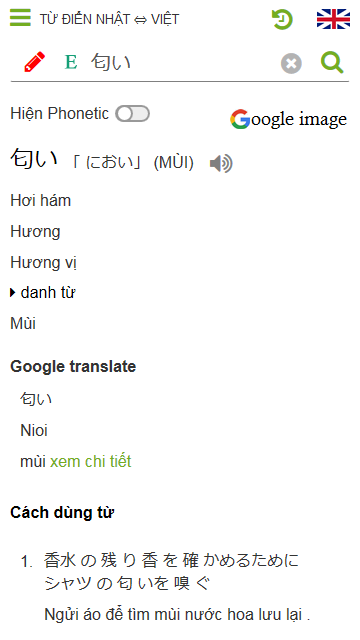 TỪ ĐIỂN NHẬT ⇔ VIỆT
E 匂い
Hiện Phonetic
Google image
匂い 「 におい」 (MÙI)
Hơi hám
Hương
Hương vị
danh từ
Mùi
Google translate
匂い
Nioi
mùi xem chi tiết
Cách dùng từ
1. 香水 の 残 り 香 を 確 かめるために
シャツ の 匂 いを 嗅 ぐ
Ngửi áo để tìm mùi nước hoa lưu lại .